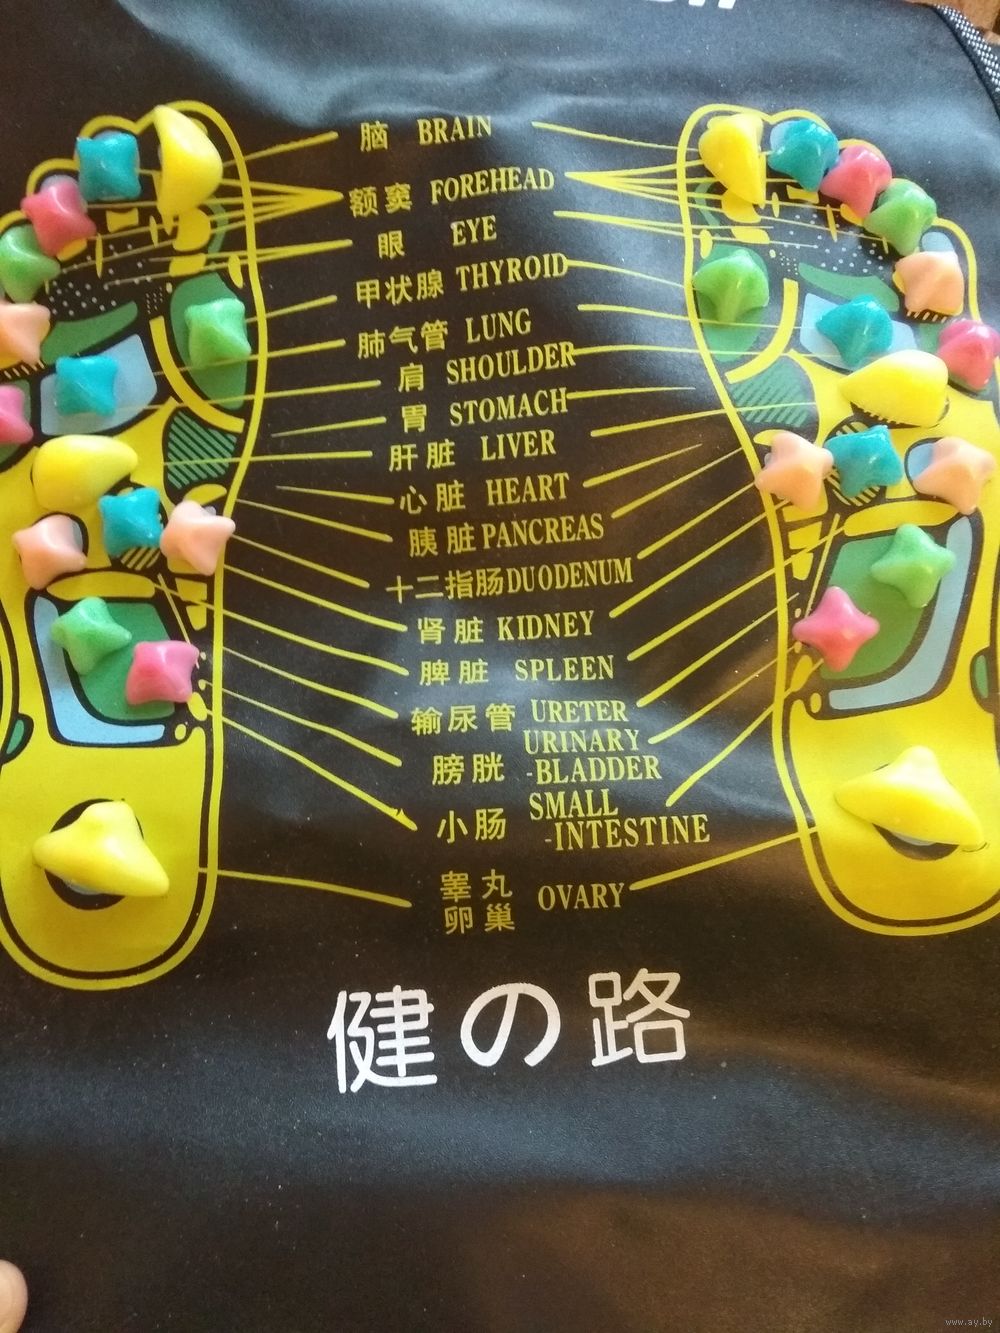 脑 BRAIN
额窦 FOREHEAD
眼 EYE
甲状腺 THYROID
肺气管 LUNG
肩 SHOULDER
胃 STOMACH
肝脏 LIVER
心脏 HEART
胰脏 PANCREAS
十二指肠 DUODENUM
肾脏 KIDNEY
脾脏 SPLEEN
输尿管 URETER
膀胱 URINARY
-BLADDER
小肠 SMALL
-INTESTINE
睾丸
卵巢 OVARY
健の路
www.ay.by